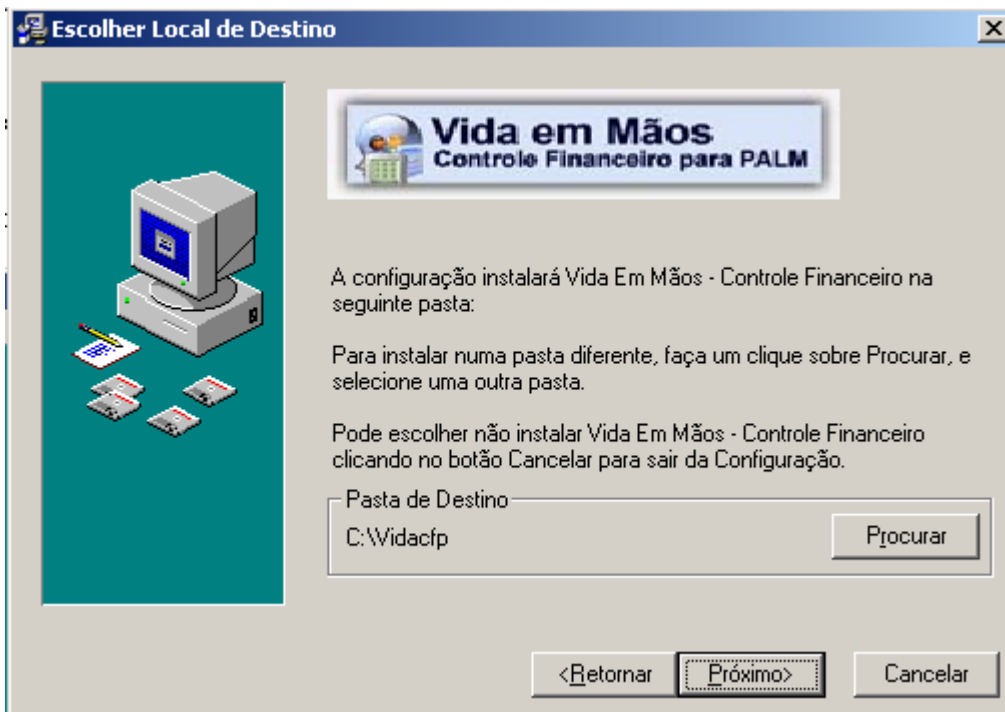 Escolher Local de Destino
Vida em Mãos
Controle Financeiro para PALM
A configuração instalará Vida Em Mãos - Controle Financeiro na
seguinte pasta:
Para instalar numa pasta diferente, faça um clique sobre Procurar, e
selecione uma outra pasta.
Pode escolher não instalar Vida Em Mãos - Controle Financeiro
clicando no botão Cancelar para sair da Configuração.
Pasta de Destino
C:\Vidacfp
Procurar
<Retornar
Próximo>
Cancelar